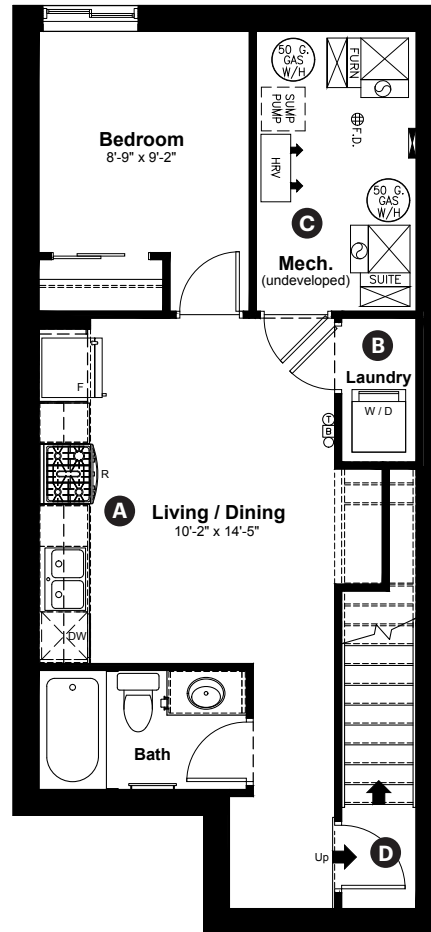 50 G.
GAS
W/H
FURN
SUMP
PUMP
F.D.
HRV
Bedroom
8'-9" x 9'-2"
50 G.
GAS
W/H
C
Mech.
(undeveloped)
SUITE
B
Laundry
W / D
F
T
B
R
A
Living / Dining
10'-2" x 14'-5"
DW
Bath
Up
D